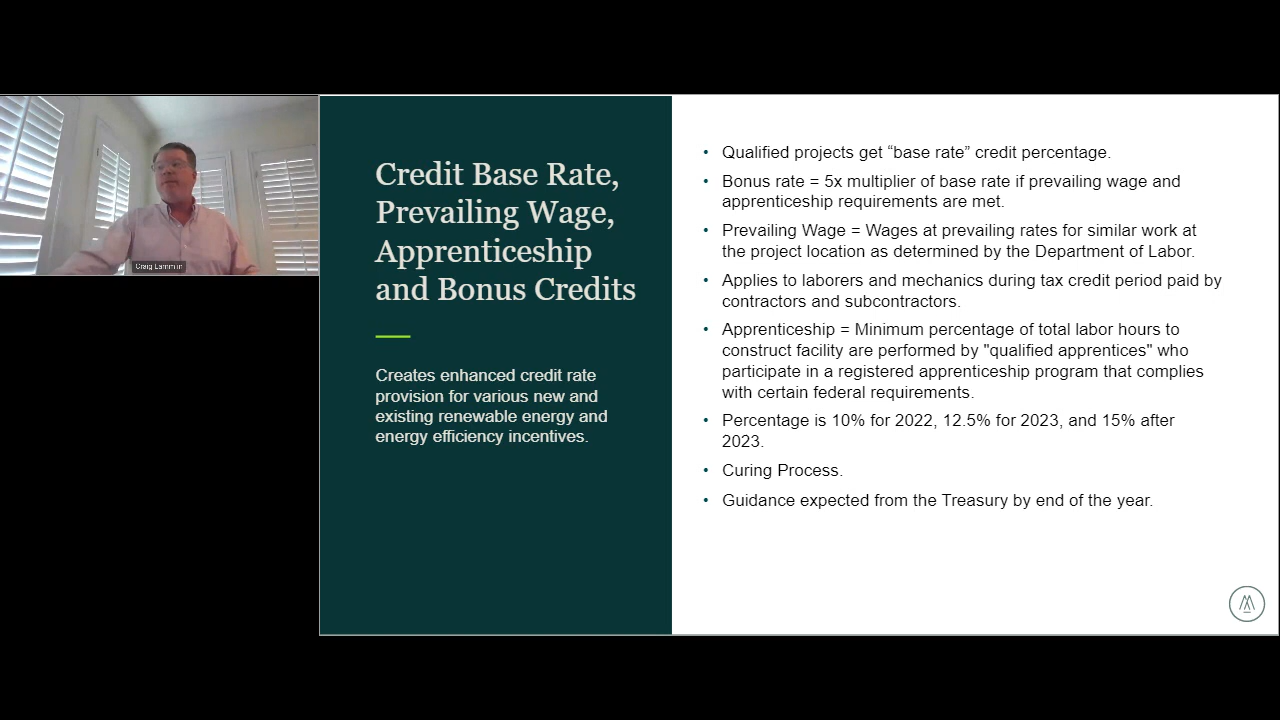 Craig Lammlin
Credit Base Rate,
Prevailing Wage,
Apprenticeship
and Bonus Credits
Creates enhanced credit rate
provision for various new and
existing renewable energy and
energy efficiency incentives.
• Qualified projects get “base rate” credit percentage.
• Bonus rate = 5x multiplier of base rate if prevailing wage and
apprenticeship requirements are met.
• Prevailing Wage = Wages at prevailing rates for similar work at
the project location as determined by the Department of Labor.
• Applies to laborers and mechanics during tax credit period paid by
contractors and subcontractors.
• Apprenticeship = Minimum percentage of total labor hours to
construct facility are performed by "qualified apprentices" who
participate in a registered apprenticeship program that complies
with certain federal requirements.
• Percentage is 10% for 2022, 12.5% for 2023, and 15% after
2023.
• Curing Process.
• Guidance expected from the Treasury by end of the year.